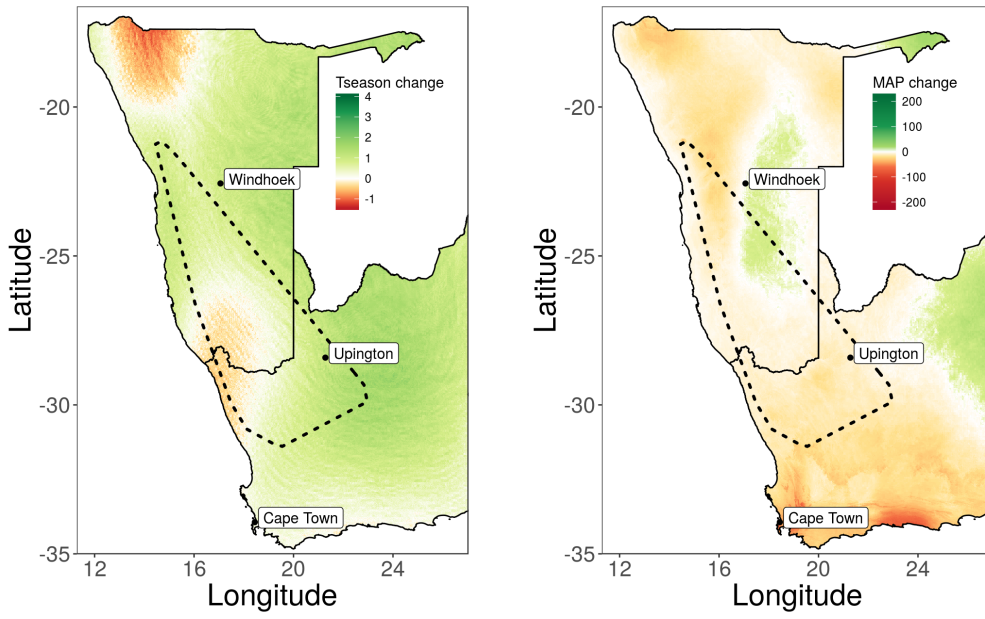 Tseason change
4
3
2
1
0
-1
Windhoek
Upington
Cape Town
-20
-25
-30
-35
12
16
20
24
Latitude
Longitude
MAP change
200
100
0
-100
-200
Windhoek
Upington
Cape Town
-20
-25
-30
-35
12
16
20
24
Latitude
Longitude